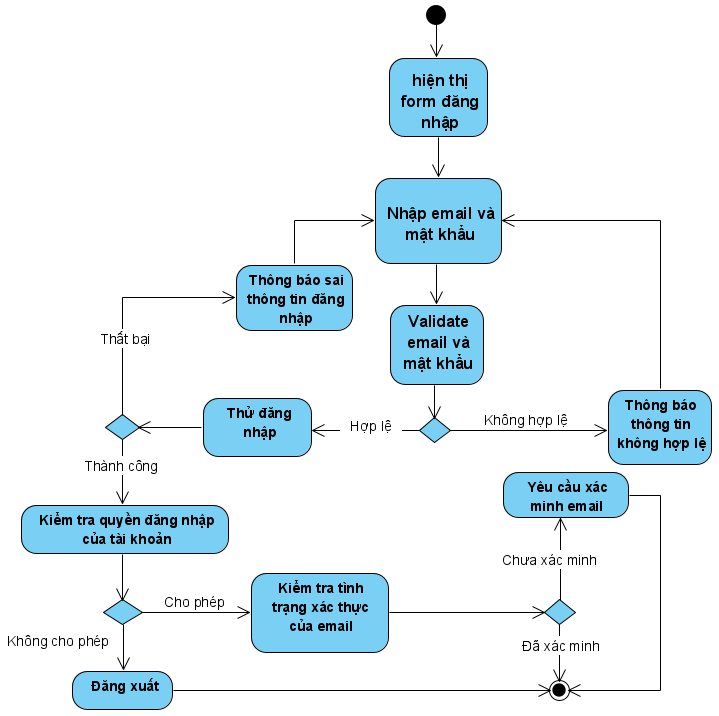 hiện thị
form đăng
nhập
Nhập email và
mật khẩu
Thông báo sai
thông tin đăng
nhập
Validate
email và
mật khẩu
Thất bại
Thông báo
thông tin
không hợp lệ
Thử đăng
nhập
Hợp lệ
Không hợp lệ
Thành công
Yêu cầu xác
minh email
Kiểm tra quyền đăng nhập
của tài khoản
Chưa xác minh
Kiểm tra tình
trạng xác thực
của email
Cho phép
Không cho phép
Đã xác minh
Đăng xuất